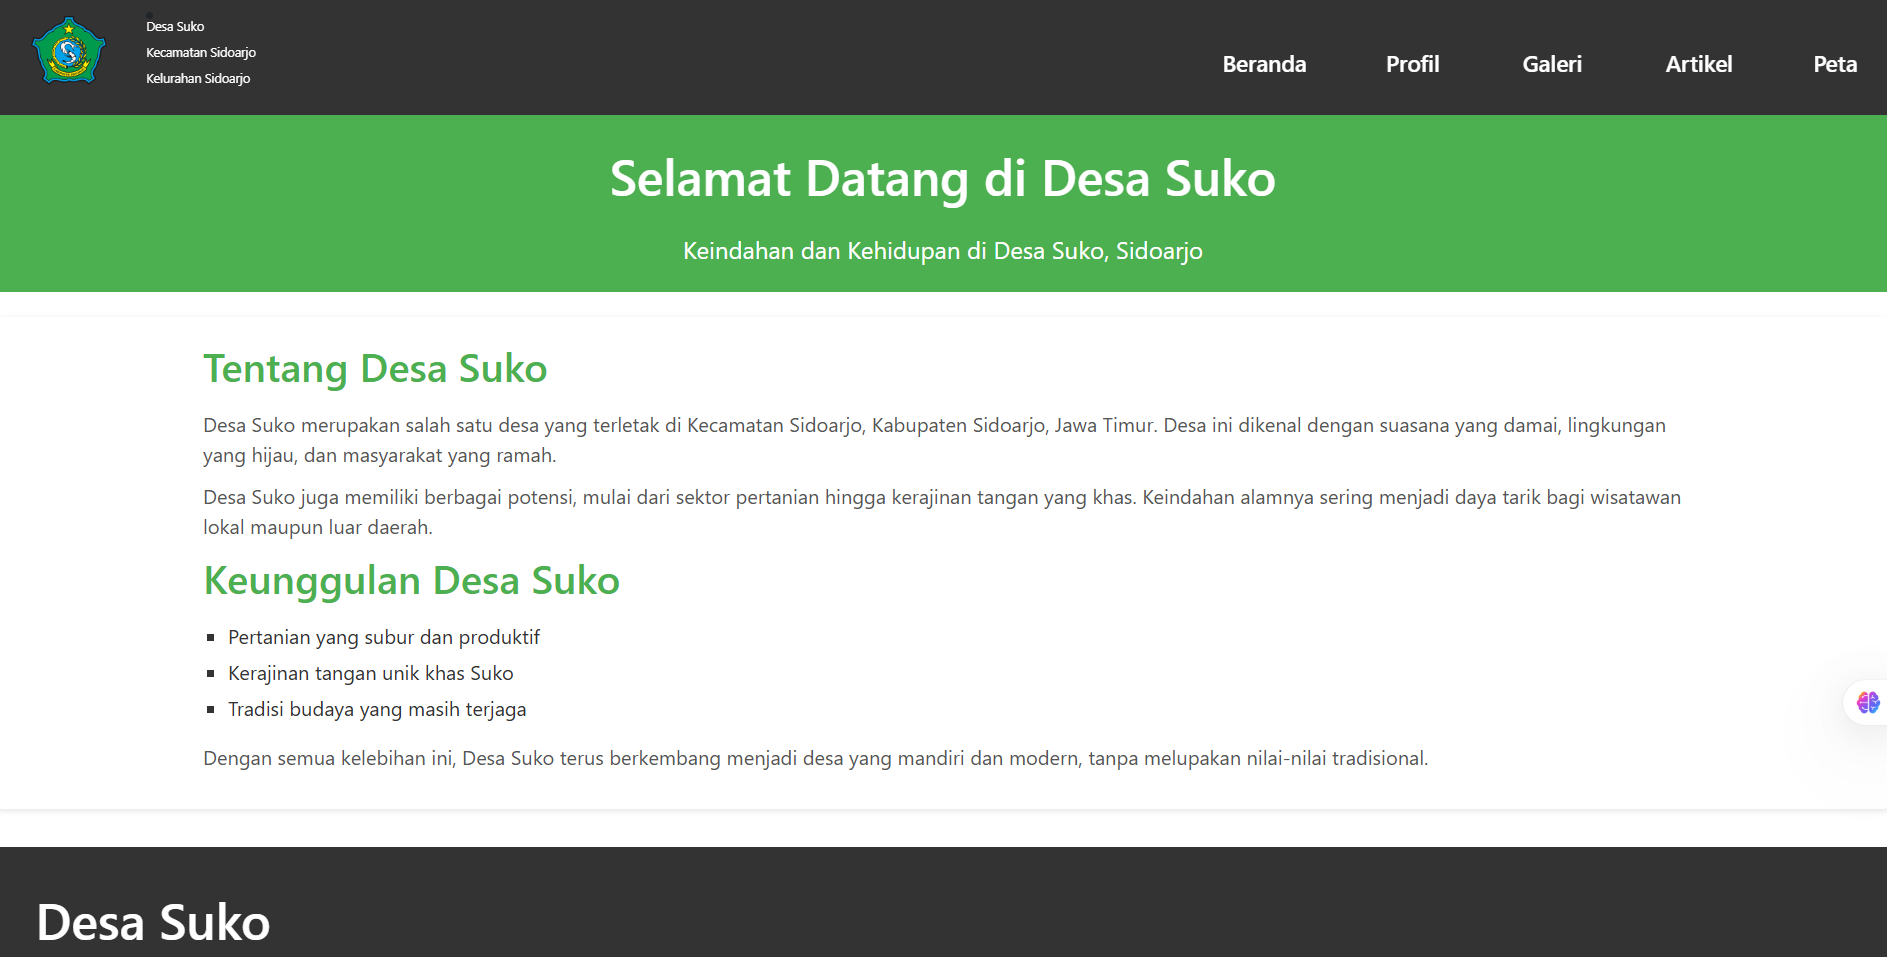 Desa Suko
Kecamatan Sidoarjo
Kelurahan Sidoarjo
Beranda
Profil
Galeri
Artikel
Peta
Selamat Datang di Desa Suko
Keindahan dan Kehidupan di Desa Suko, Sidoarjo
Tentang Desa Suko
Desa Suko merupakan salah satu desa yang terletak di Kecamatan Sidoarjo, Kabupaten Sidoarjo, Jawa Timur. Desa ini dikenal dengan suasana yang damai, lingkungan
yang hijau, dan masyarakat yang ramah.
Desa Suko juga memiliki berbagai potensi, mulai dari sektor pertanian hingga kerajinan tangan yang khas. Keindahan alamnya sering menjadi daya tarik bagi wisatawan
lokal maupun luar daerah.
Keunggulan Desa Suko
Pertanian yang subur dan produktif
Kerajinan tangan unik khas Suko
Tradisi budaya yang masih terjaga
Dengan semua kelebihan ini, Desa Suko terus berkembang menjadi desa yang mandiri dan modern, tanpa melupakan nilai-nilai tradisional.
Desa Suko